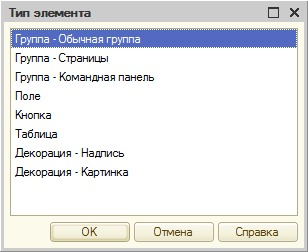 Тип элемента
Группа - Обычная группа
Группа - Страницы
Группа - Командная панель
Поле
Кнопка
Таблица
Декорация - Надпись
Декорация - Картинка
OK Отмена Справка